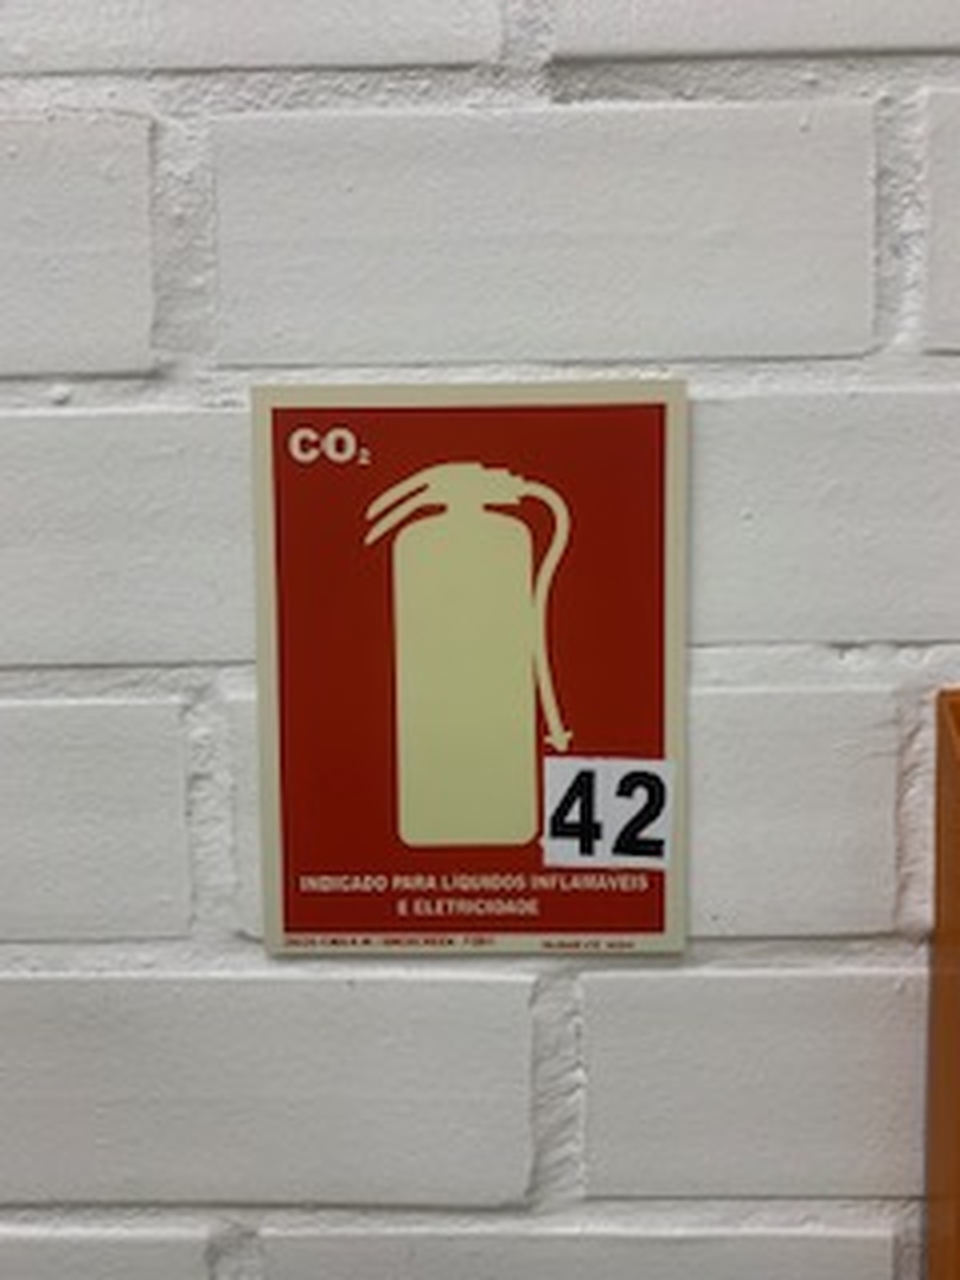 CO₂
42
INDICADO PARA LÍQUIDOS INFLAMÁVEIS
E ELETRICIDADE